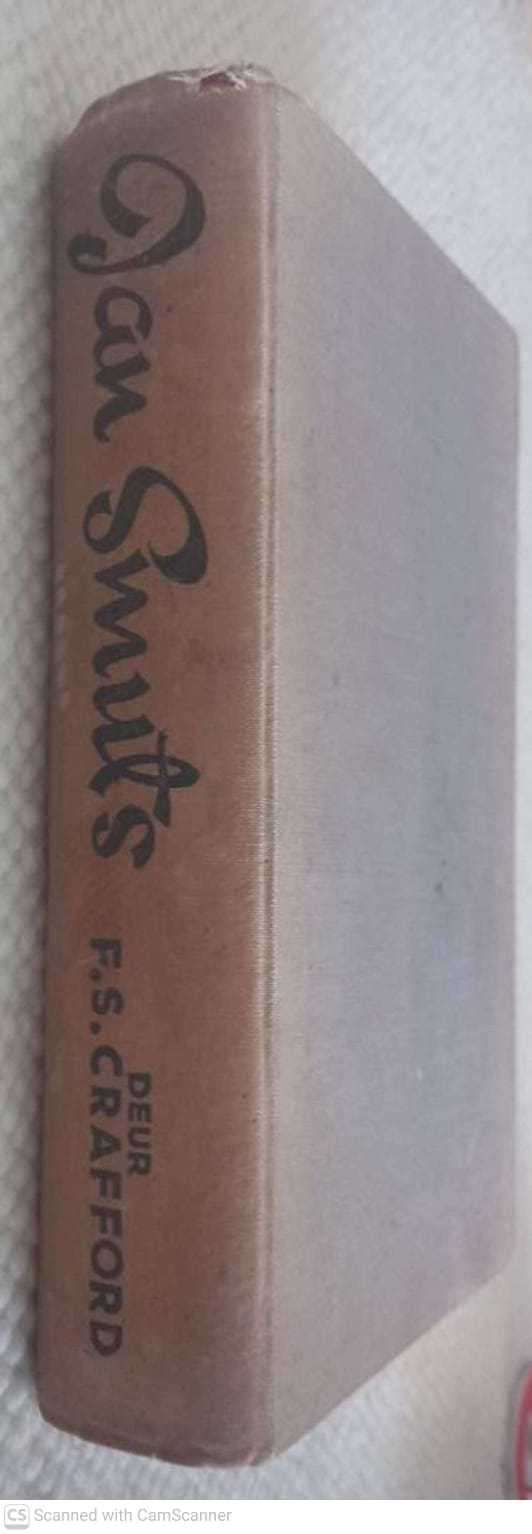 Jan Smuts
DEUR
F.S. CRAFFORD
CS Scanned with CamScanner